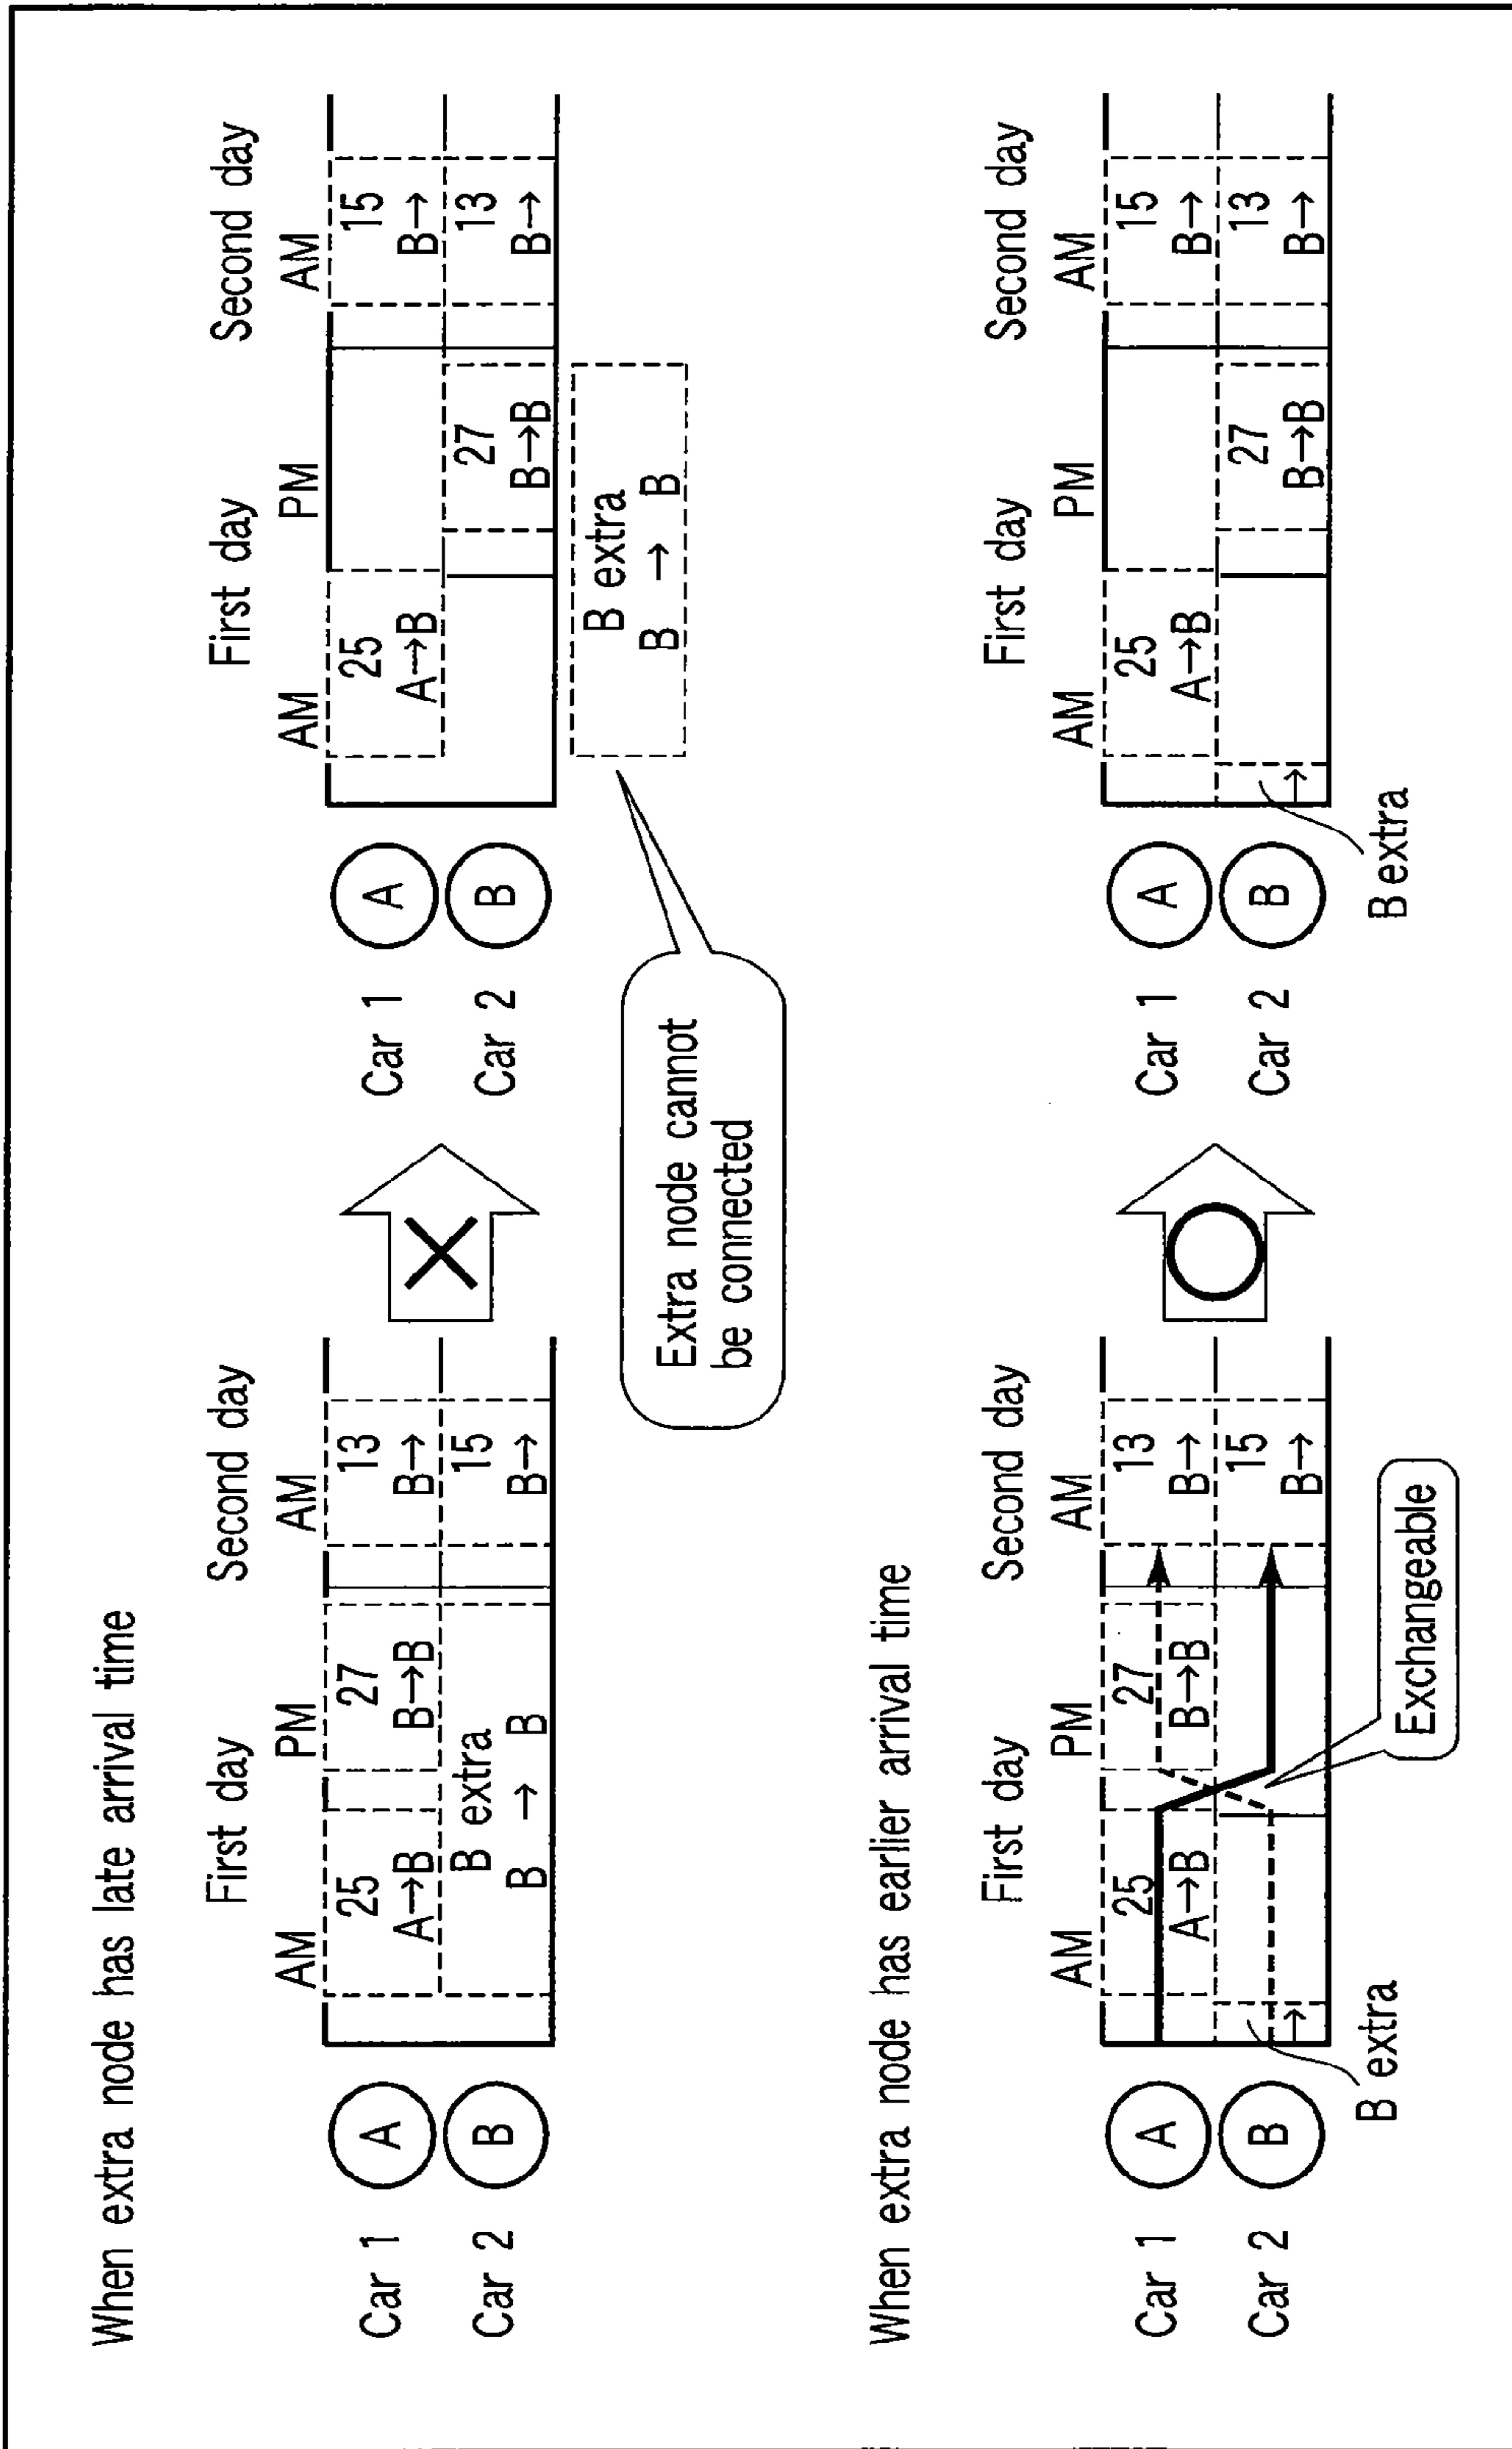 When extra node has late arrival time
First day
Second day
AM
PM
AM
Car 1
A
25
A→B
27
B→B
13
B→
Car 2
B
B extra
B → B
15
B→
First day
Second day
AM
PM
AM
Car 1
A
25
A→B
15
B→
Car 2
B
27
B→B
13
B→
B extra
B → B
Extra node cannot
be connected
When extra node has earlier arrival time
First day
Second day
AM
PM
AM
Car 1
A
25
A→B
27
B→B
13
B→
Car 2
B
→
15
B→
B extra
Exchangeable
First day
Second day
AM
PM
AM
Car 1
A
25
A→B
15
B→
Car 2
B
→
27
B→B
13
B→
B extra